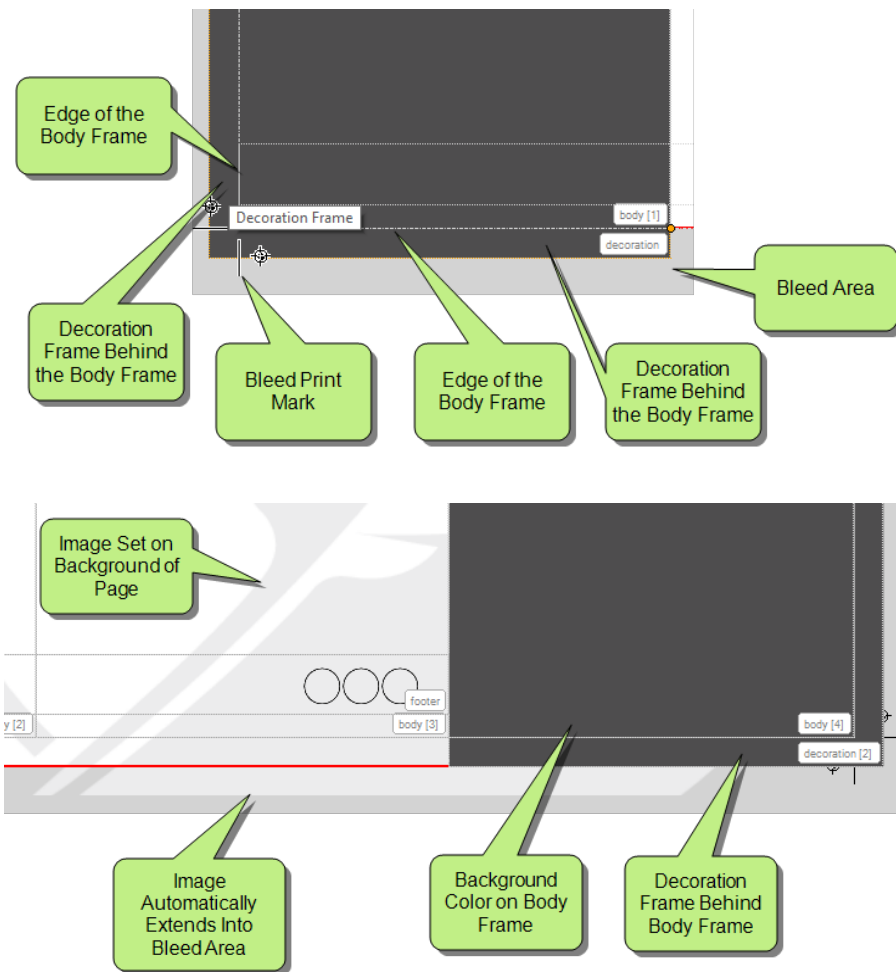 Edge of the
Body Frame
Decoration Frame
body [1]
decoration
Bleed Area
Decoration
Frame Behind
the Body Frame
Bleed Print
Mark
Edge of the
Body Frame
Decoration
Frame Behind
the Body Frame
Image Set on
Background of
Page
footer
y [2]
body [3]
body [4]
decoration [2]
Image
Automatically
Extends Into
Bleed Area
Background
Color on Body
Frame
Decoration
Frame Behind
Body Frame